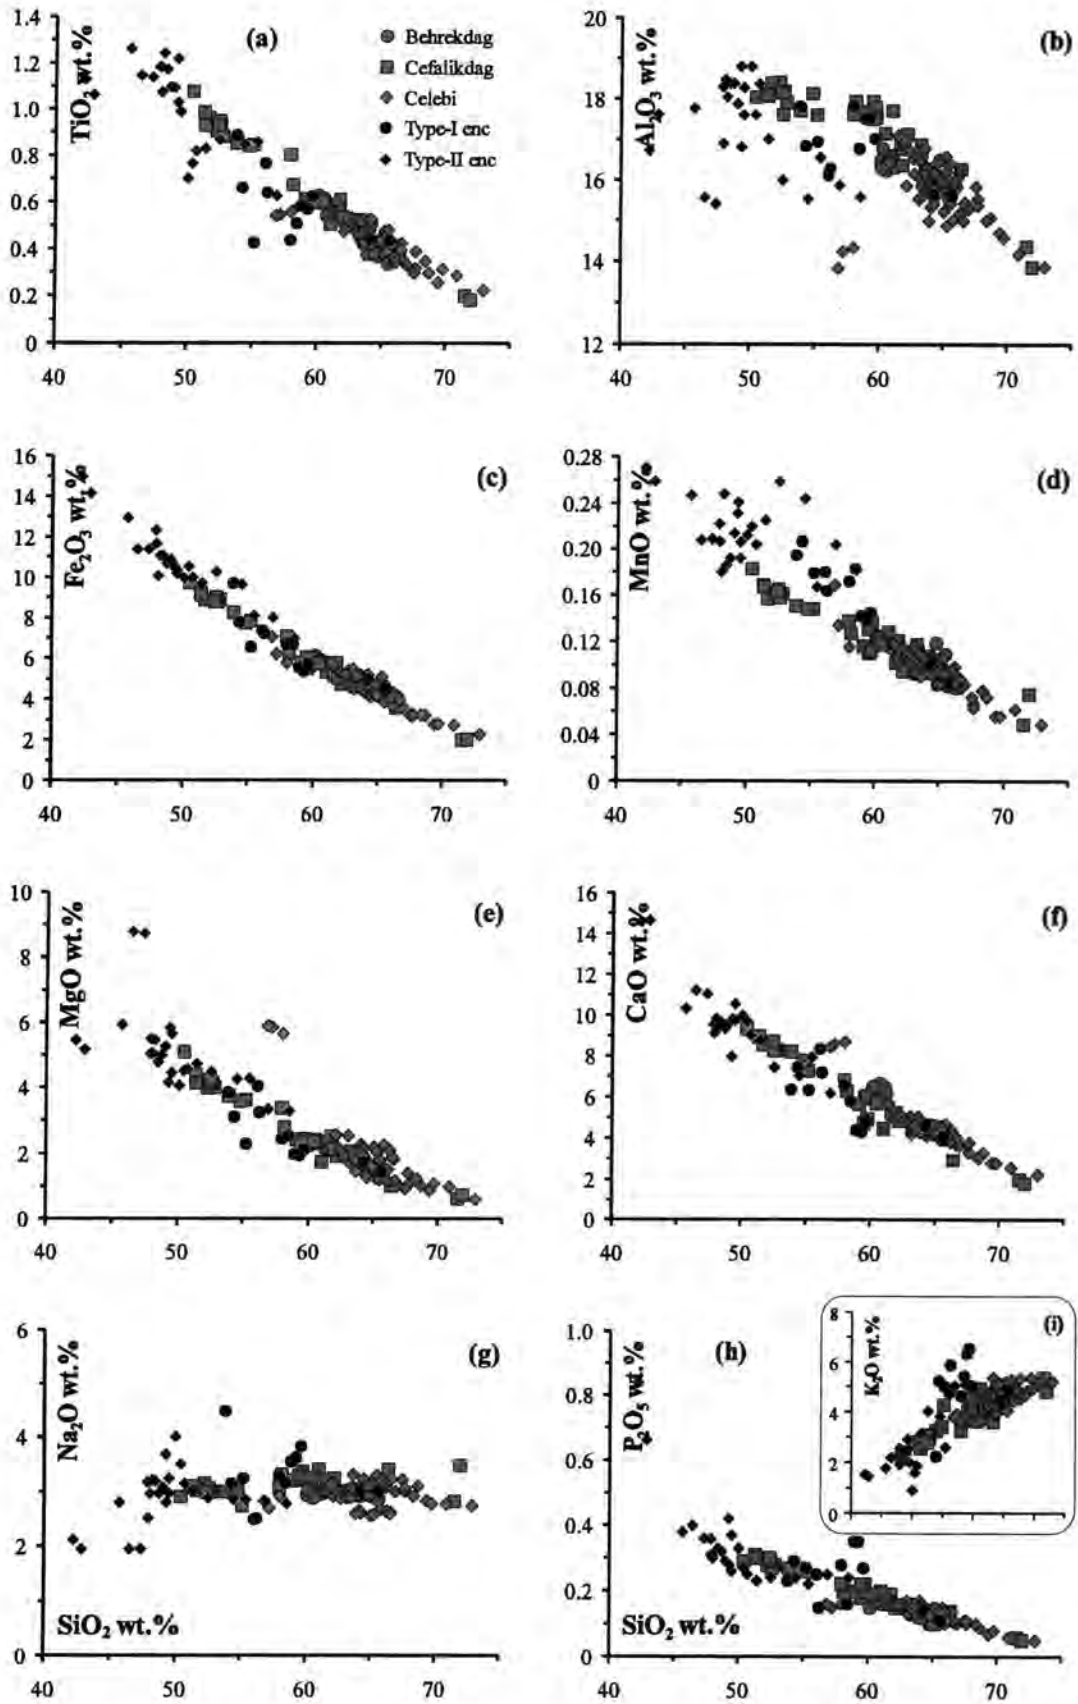 (a)
TiO2 wt.%
1.4
1.2
1.0
0.8
0.6
0.4
0.2
0
40 50 60 70
Behrekdag
Cefalikdag
Celebi
Type-I enc
Type-II enc
(b)
Al2O3 wt.%
20
18
16
14
12
40 50 60 70
(c)
Fe2O3 wt.%
16
14
12
10
8
6
4
2
0
40 50 60 70
(d)
MnO wt.%
0.28
0.24
0.20
0.16
0.12
0.08
0.04
0
40 50 60 70
(e)
MgO wt.%
10
8
6
4
2
0
40 50 60 70
(f)
CaO wt.%
16
14
12
10
8
6
4
2
0
40 50 60 70
(g)
Na2O wt.%
6
4
2
0
SiO2 wt.%
40 50 60 70
(h)
P2O5 wt.%
1.0
0.8
0.6
0.4
0.2
0
SiO2 wt.%
40 50 60 70
(i)
K2O wt.%
8
6
4
2
0